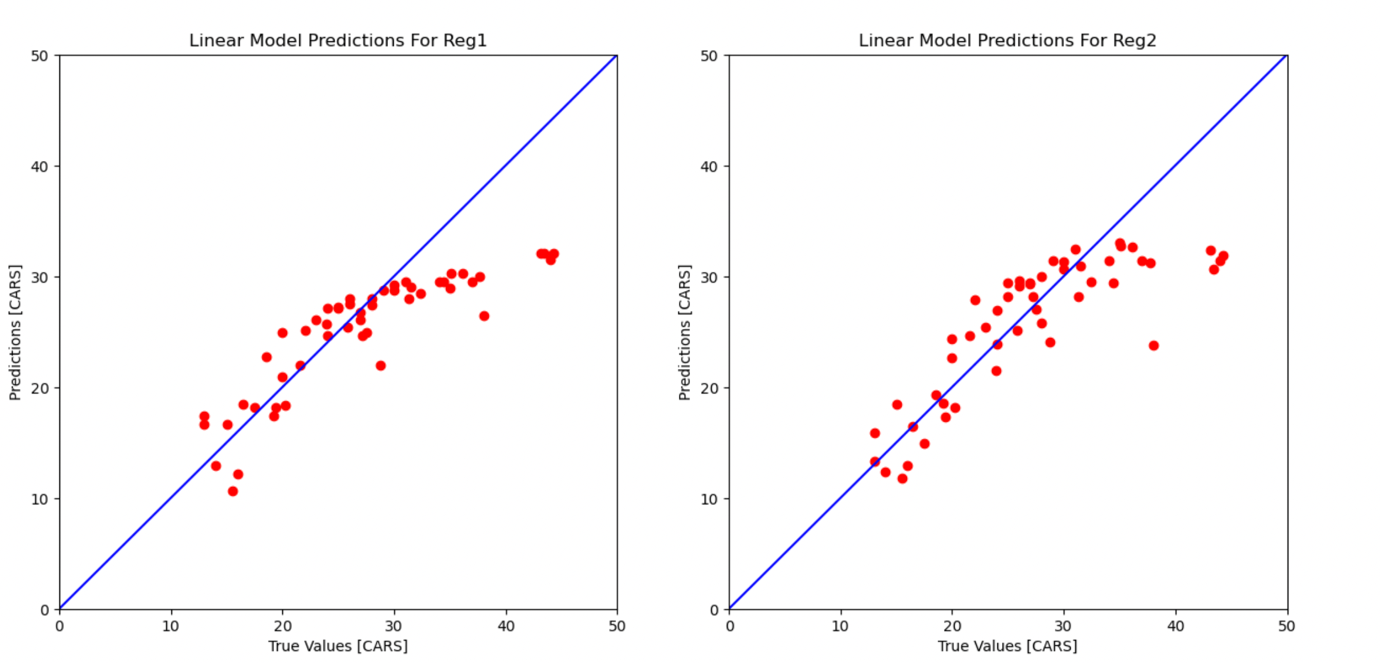 Linear Model Predictions For Reg1
50
40
30
20
10
0
Predictions [CARS]
0 10 20 30 40 50
True Values [CARS]
Linear Model Predictions For Reg2
50
40
30
20
10
0
Predictions [CARS]
0 10 20 30 40 50
True Values [CARS]